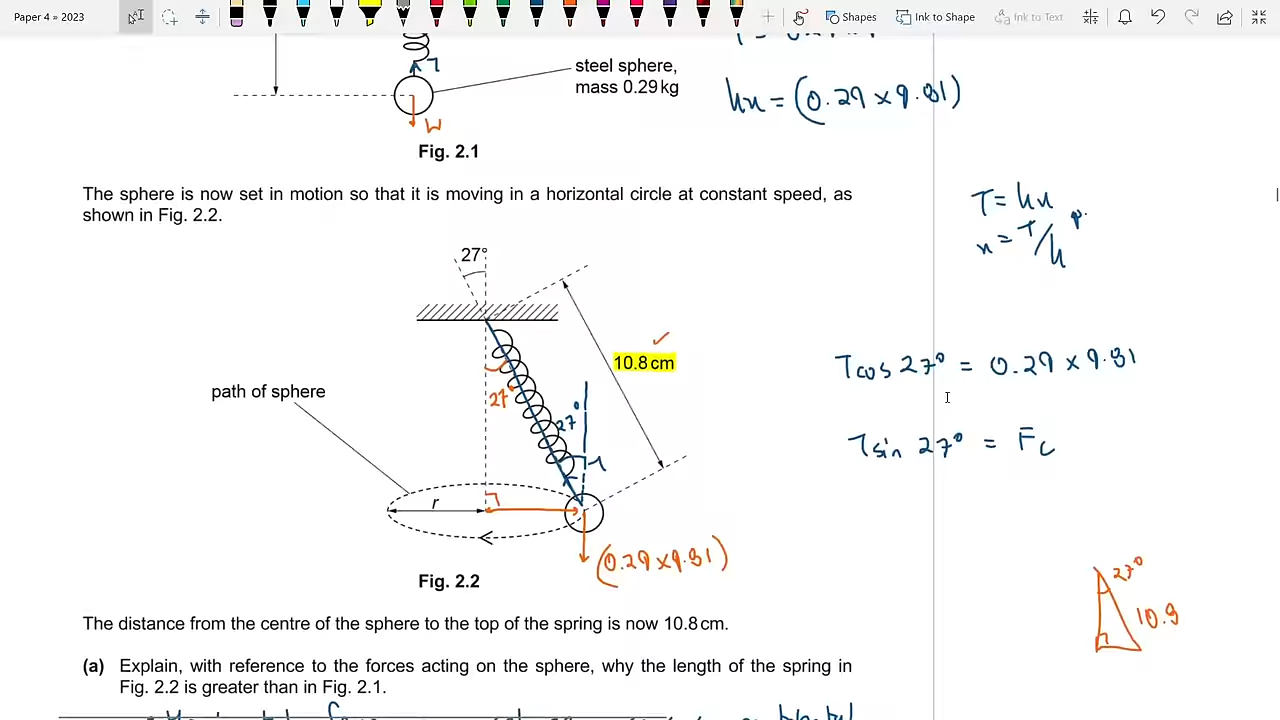 Paper 4 » 2023
Shapes
Ink to Shape
Ink to Text
T
steel sphere,
mass 0.29 kg
kx = (0.29 × 9.81)
W
Fig. 2.1
The sphere is now set in motion so that it is moving in a horizontal circle at constant speed, as
shown in Fig. 2.2.
T = kx
x = T/k
27°
10.8 cm
Tcos 27° = 0.29 × 9.81
path of sphere
27°
27°
T
Tsin 27° = Fc
r
(0.29 × 9.81)
27°
10.8
Fig. 2.2
The distance from the centre of the sphere to the top of the spring is now 10.8 cm.
(a) Explain, with reference to the forces acting on the sphere, why the length of the spring in
Fig. 2.2 is greater than in Fig. 2.1.